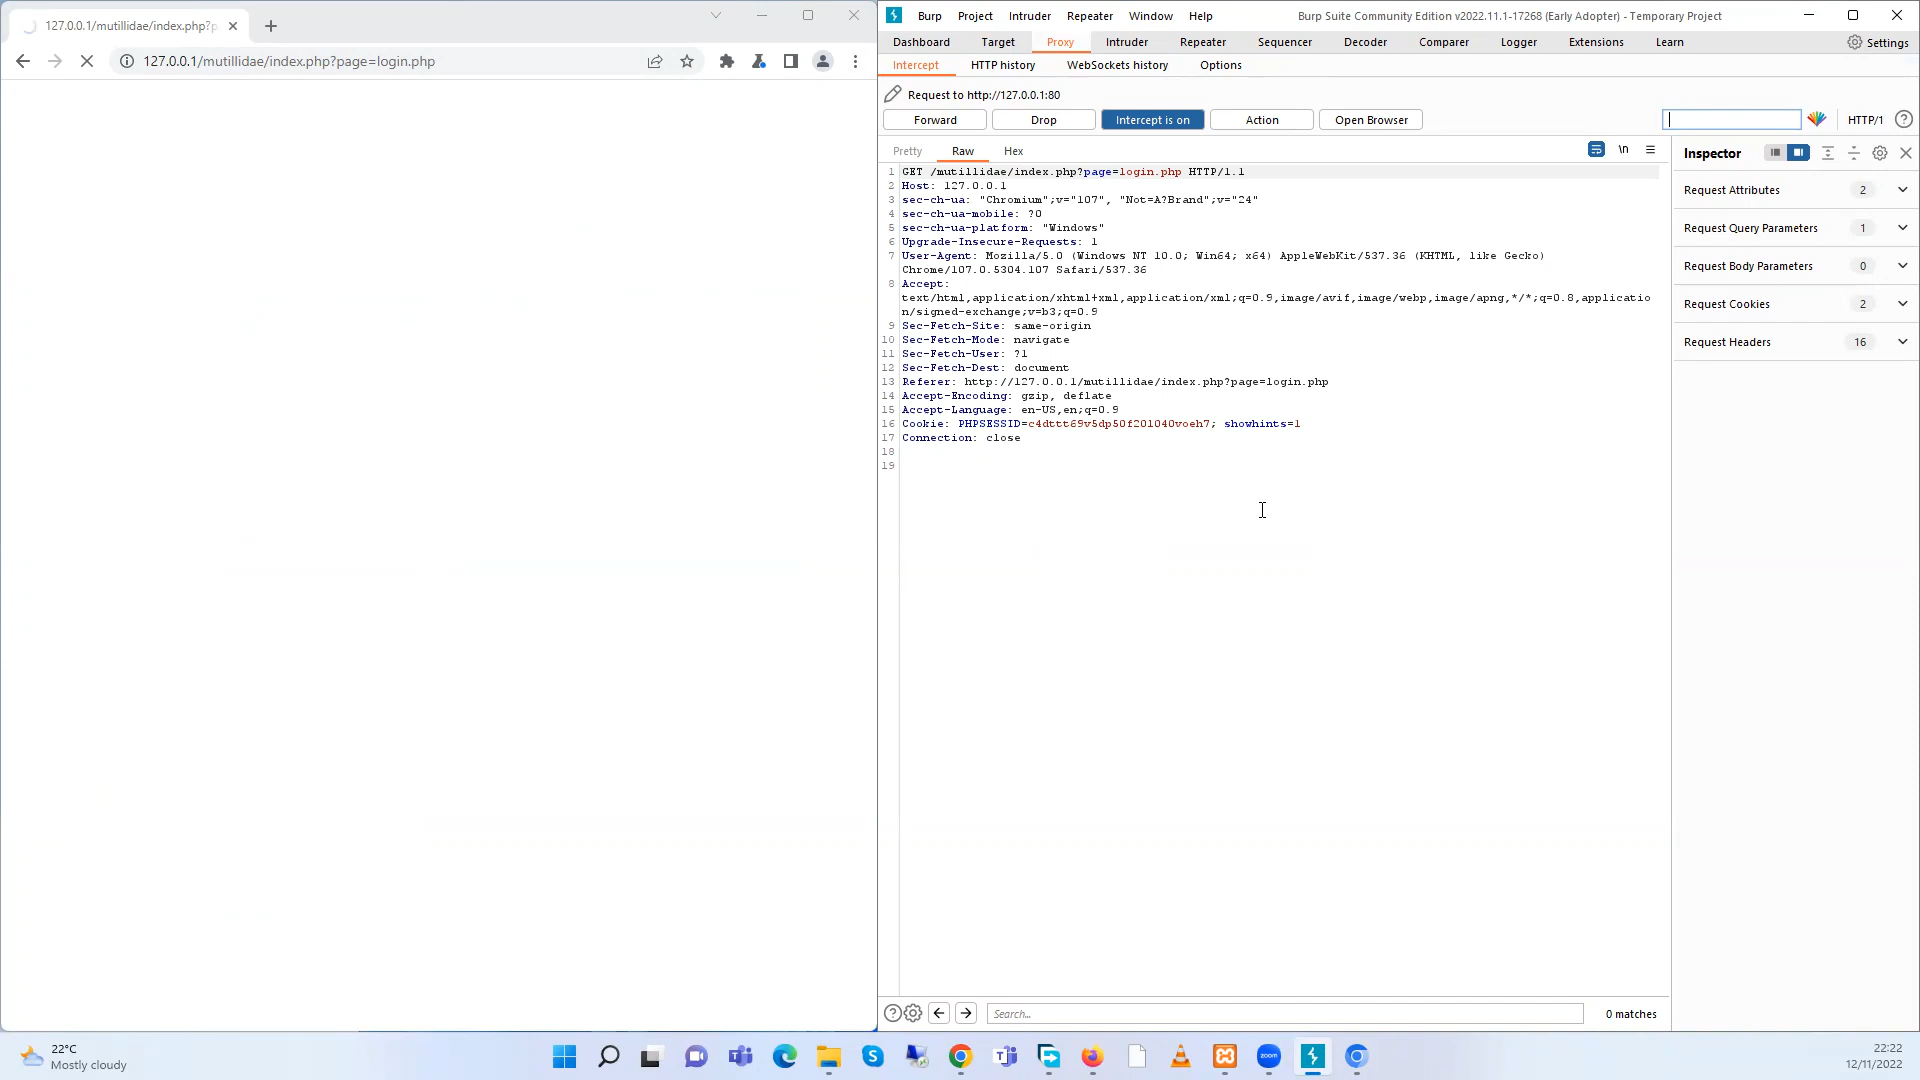 127.0.0.1/mutillidae/index.php?p
127.0.0.1/mutillidae/index.php?page=login.php
Burp Project Intruder Repeater Window Help
Burp Suite Community Edition v2022.11.1-17268 (Early Adopter) - Temporary Project
Dashboard Target Proxy Intruder Repeater Sequencer Decoder Comparer Logger Extensions Learn Settings
Intercept HTTP history WebSockets history Options
Request to http://127.0.0.1:80
Forward Drop Intercept is on Action Open Browser HTTP/1 ?
Pretty Raw Hex \n
1 GET /mutillidae/index.php?page=login.php HTTP/1.1
2 Host: 127.0.0.1
3 sec-ch-ua: "Chromium";v="107", "Not=A?Brand";v="24"
4 sec-ch-ua-mobile: ?0
5 sec-ch-ua-platform: "Windows"
6 Upgrade-Insecure-Requests: 1
7 User-Agent: Mozilla/5.0 (Windows NT 10.0; Win64; x64) AppleWebKit/537.36 (KHTML, like Gecko)
Chrome/107.0.5304.107 Safari/537.36
8 Accept:
text/html,application/xhtml+xml,application/xml;q=0.9,image/avif,image/webp,image/apng,*/*;q=0.8,applicatio
n/signed-exchange;v=b3;q=0.9
9 Sec-Fetch-Site: same-origin
10 Sec-Fetch-Mode: navigate
11 Sec-Fetch-User: ?1
12 Sec-Fetch-Dest: document
13 Referer: http://127.0.0.1/mutillidae/index.php?page=login.php
14 Accept-Encoding: gzip, deflate
15 Accept-Language: en-US,en;q=0.9
16 Cookie: PHPSESSID=c4dttt69v5dp50f201040voeh7; showhints=1
17 Connection: close
18
19
Inspector
Request Attributes 2
Request Query Parameters 1
Request Body Parameters 0
Request Cookies 2
Request Headers 16
? Search... 0 matches
22°C
Mostly cloudy
zoom
22:22
12/11/2022